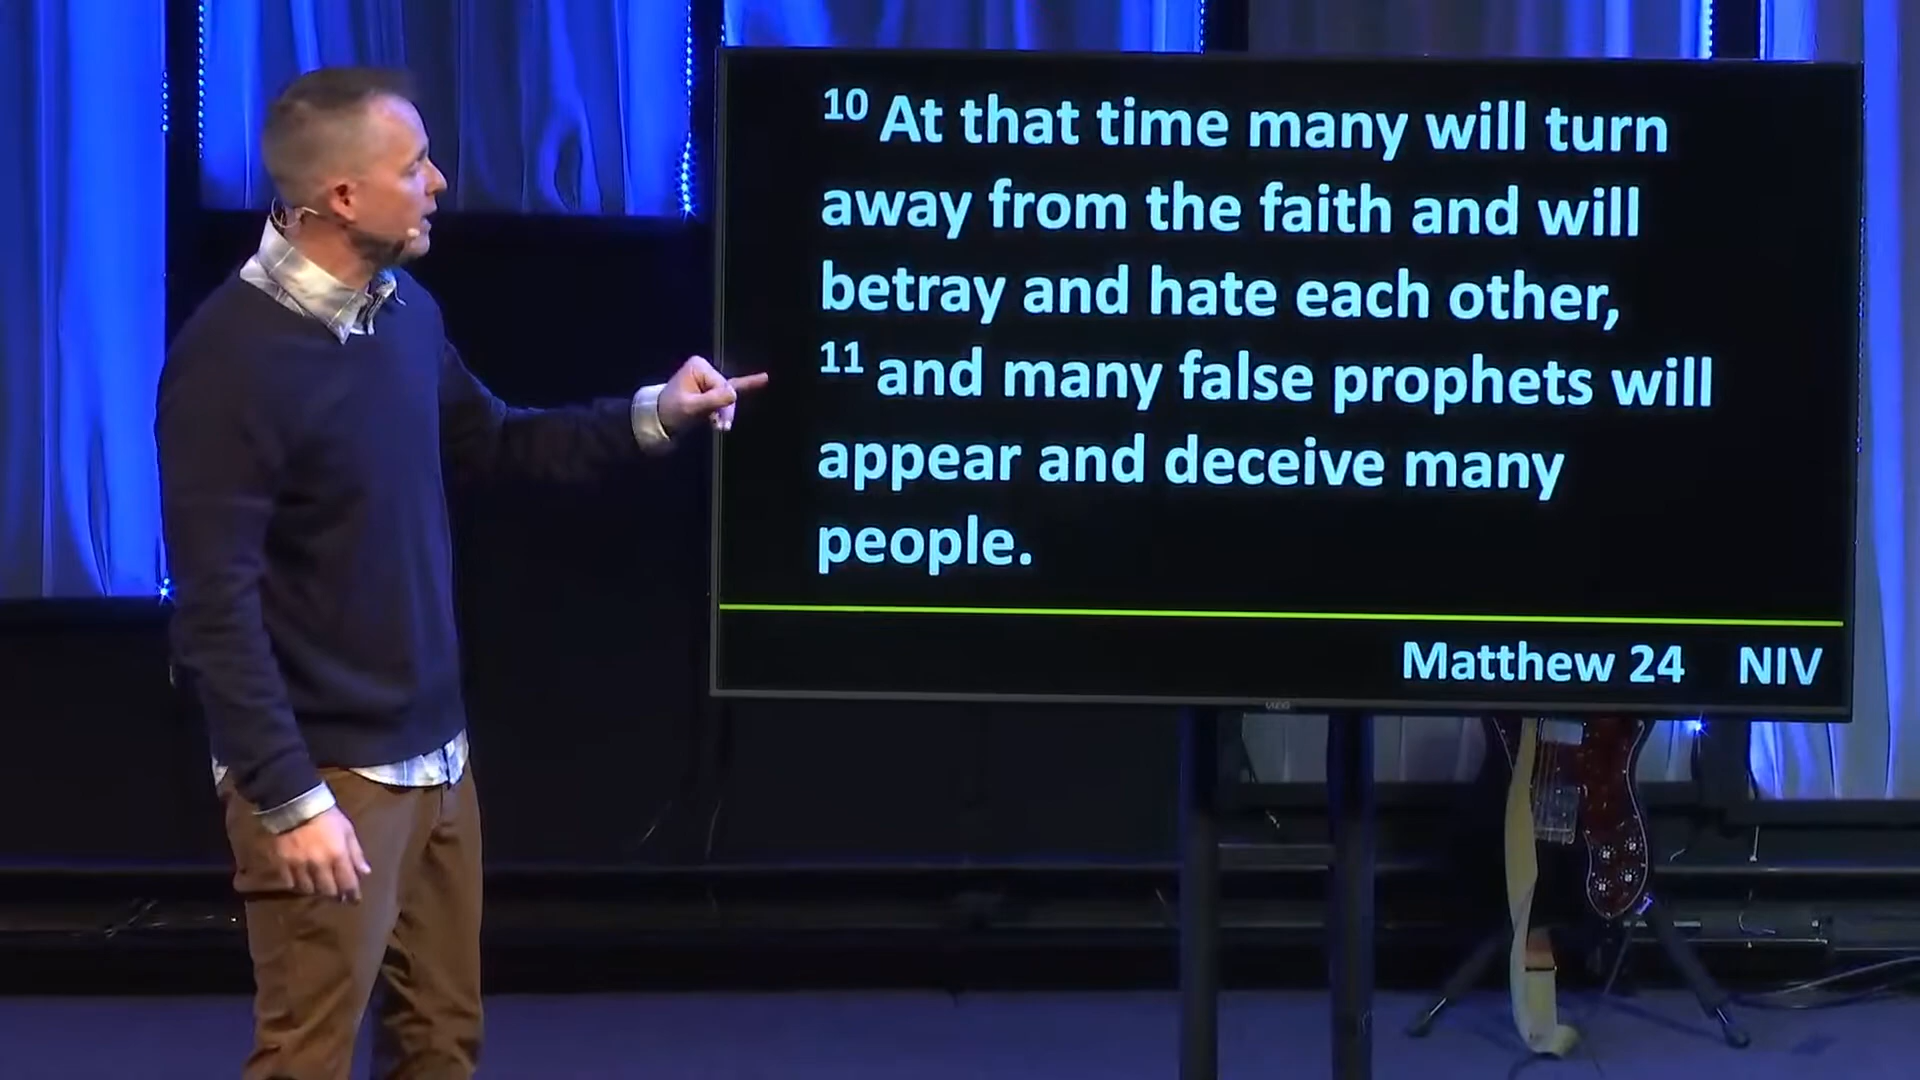 10 At that time many will turn
away from the faith and will
betray and hate each other,
11 and many false prophets will
appear and deceive many
people.
Matthew 24 NIV
VIZIO